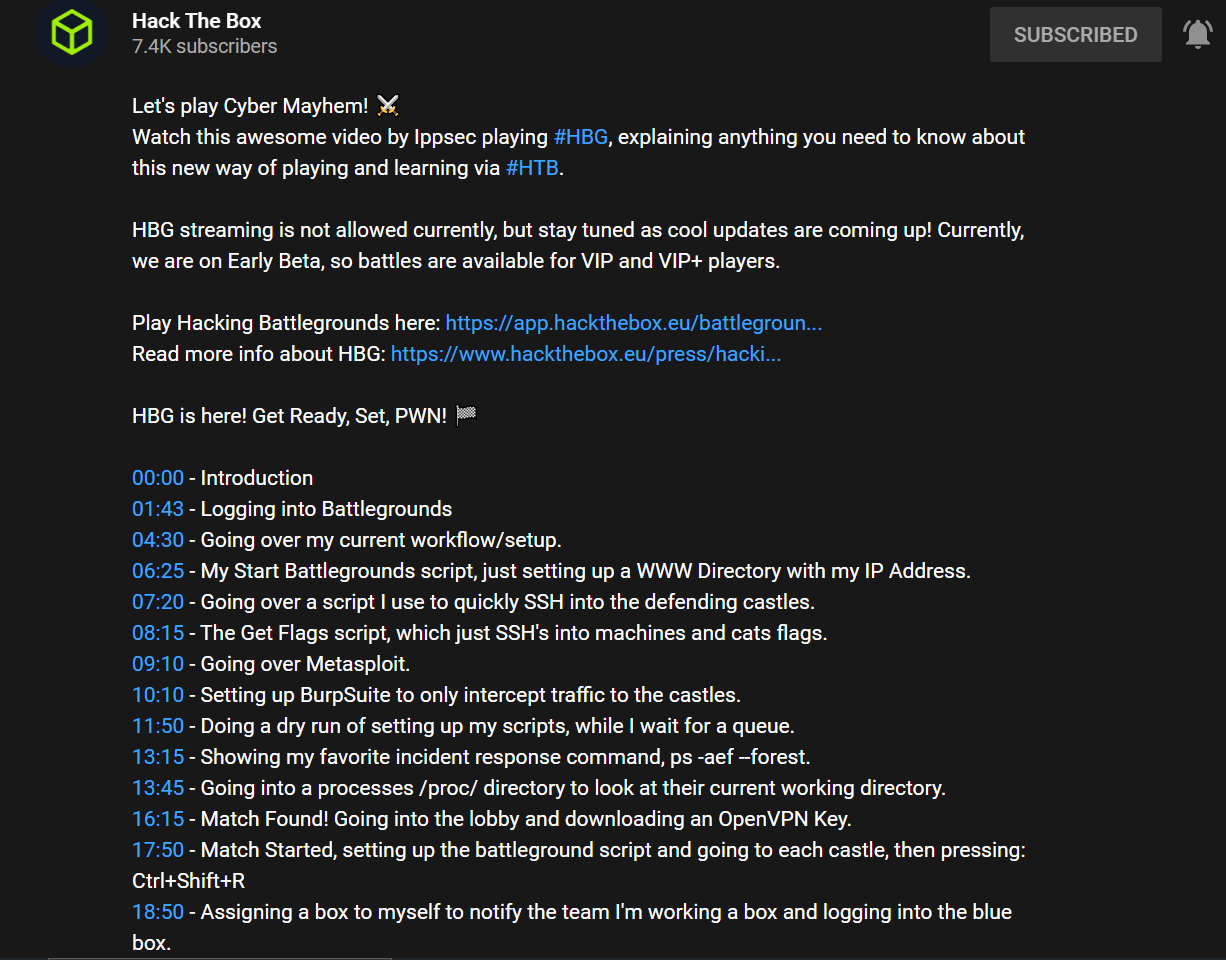 Hack The Box
7.4K subscribers
SUBSCRIBED
Let's play Cyber Mayhem! ⚔️
Watch this awesome video by Ippsec playing #HBG, explaining anything you need to know about
this new way of playing and learning via #HTB.
HBG streaming is not allowed currently, but stay tuned as cool updates are coming up! Currently,
we are on Early Beta, so battles are available for VIP and VIP+ players.
Play Hacking Battlegrounds here: https://app.hackthebox.eu/battlegroun...
Read more info about HBG: https://www.hackthebox.eu/press/hacki...
HBG is here! Get Ready, Set, PWN! 🏁
00:00 - Introduction
01:43 - Logging into Battlegrounds
04:30 - Going over my current workflow/setup.
06:25 - My Start Battlegrounds script, just setting up a WWW Directory with my IP Address.
07:20 - Going over a script I use to quickly SSH into the defending castles.
08:15 - The Get Flags script, which just SSH's into machines and cats flags.
09:10 - Going over Metasploit.
10:10 - Setting up BurpSuite to only intercept traffic to the castles.
11:50 - Doing a dry run of setting up my scripts, while I wait for a queue.
13:15 - Showing my favorite incident response command, ps -aef --forest.
13:45 - Going into a processes /proc/ directory to look at their current working directory.
16:15 - Match Found! Going into the lobby and downloading an OpenVPN Key.
17:50 - Match Started, setting up the battleground script and going to each castle, then pressing:
Ctrl+Shift+R
18:50 - Assigning a box to myself to notify the team I'm working a box and logging into the blue
box.